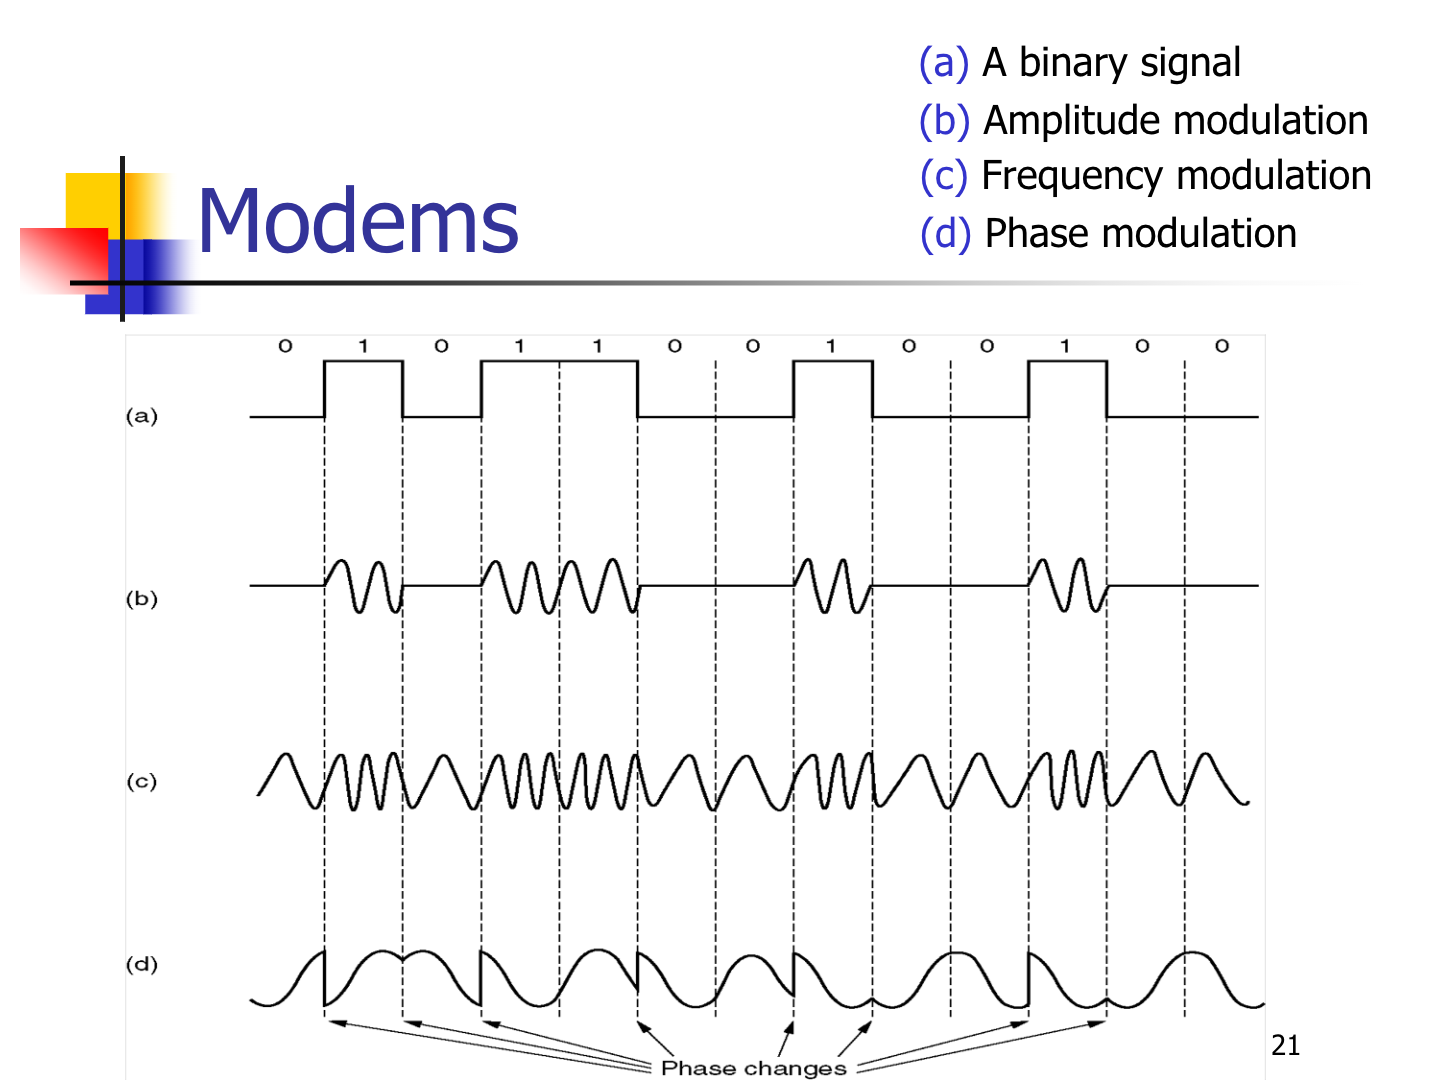 (a) A binary signal
(b) Amplitude modulation
(c) Frequency modulation
(d) Phase modulation
Modems
0 1 0 1 1 0 0 1 0 0 1 0 0
(a)
(b)
(c)
(d)
Phase changes
21